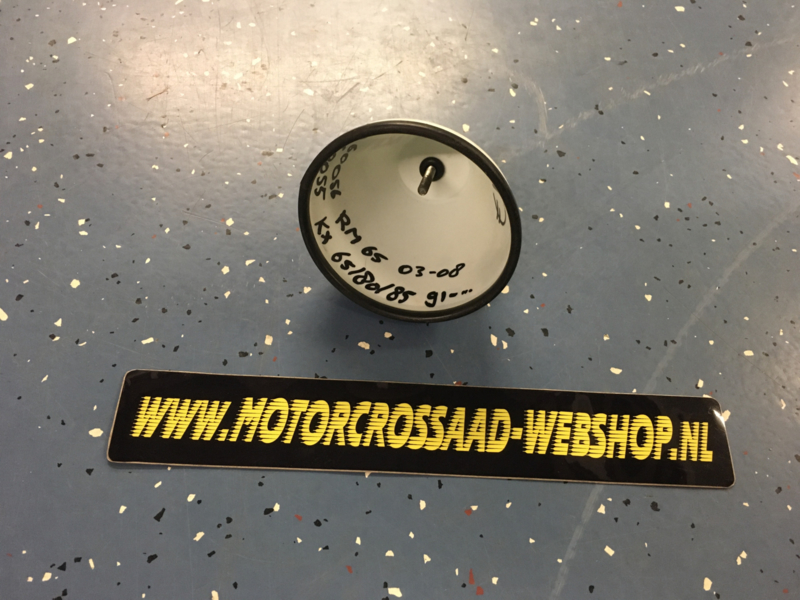 RM 65 03-08
KX 65/80/85 91-...
WWW.MOTORCROSSAAD-WEBSHOP.NL